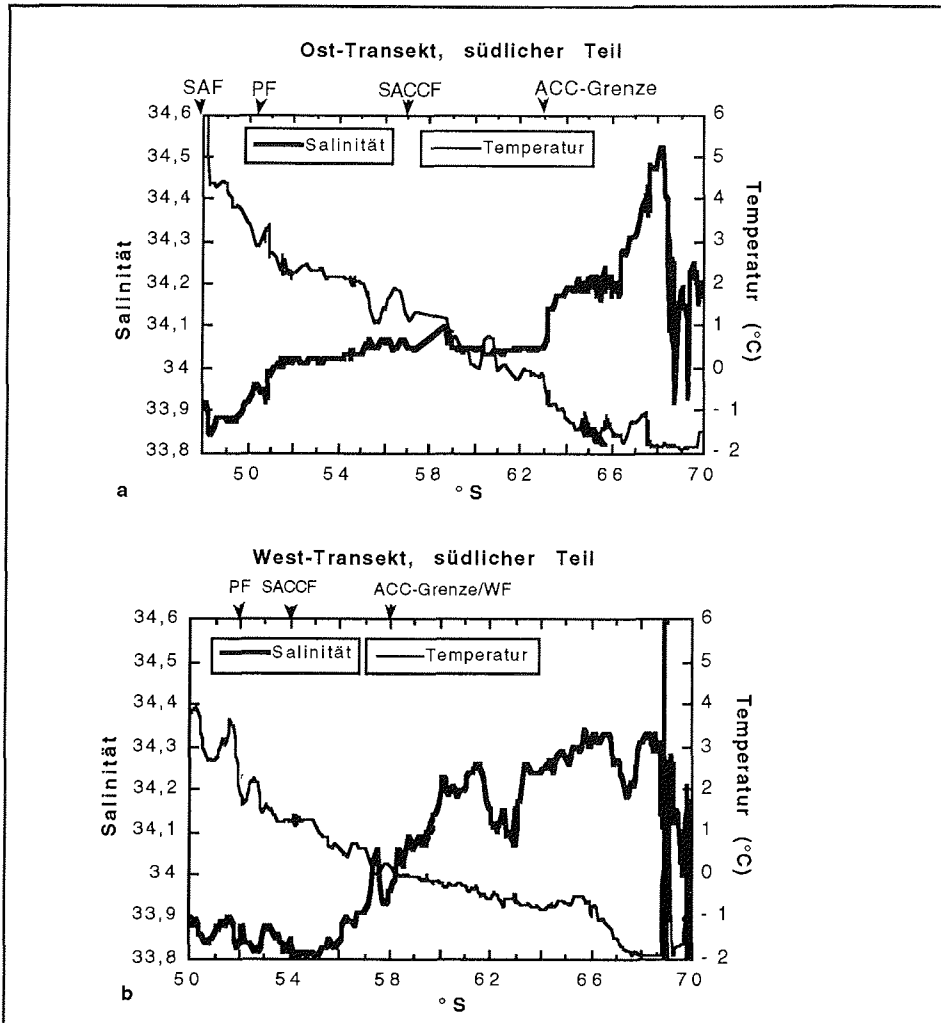 Ost-Transekt, südlicher Teil
SAF PF SACCF ACC-Grenze
34,6 6
Salinität Temperatur
34,5 5
34,4 4
34,3 3
34,2 2
34,1 1
34 0
33,9 - 1
33,8 - 2
Salinität
Temperatur (°C)
50 54 58 62 66 70
°S
a
West-Transekt, südlicher Teil
PF SACCF ACC-Grenze/WF
34,6 6
Salinität Temperatur
34,5 5
34,4 4
34,3 3
34,2 2
34,1 1
34 0
33,9 - 1
33,8 - 2
Salinität
Temperatur (°C)
50 54 58 62 66 70
°S
b